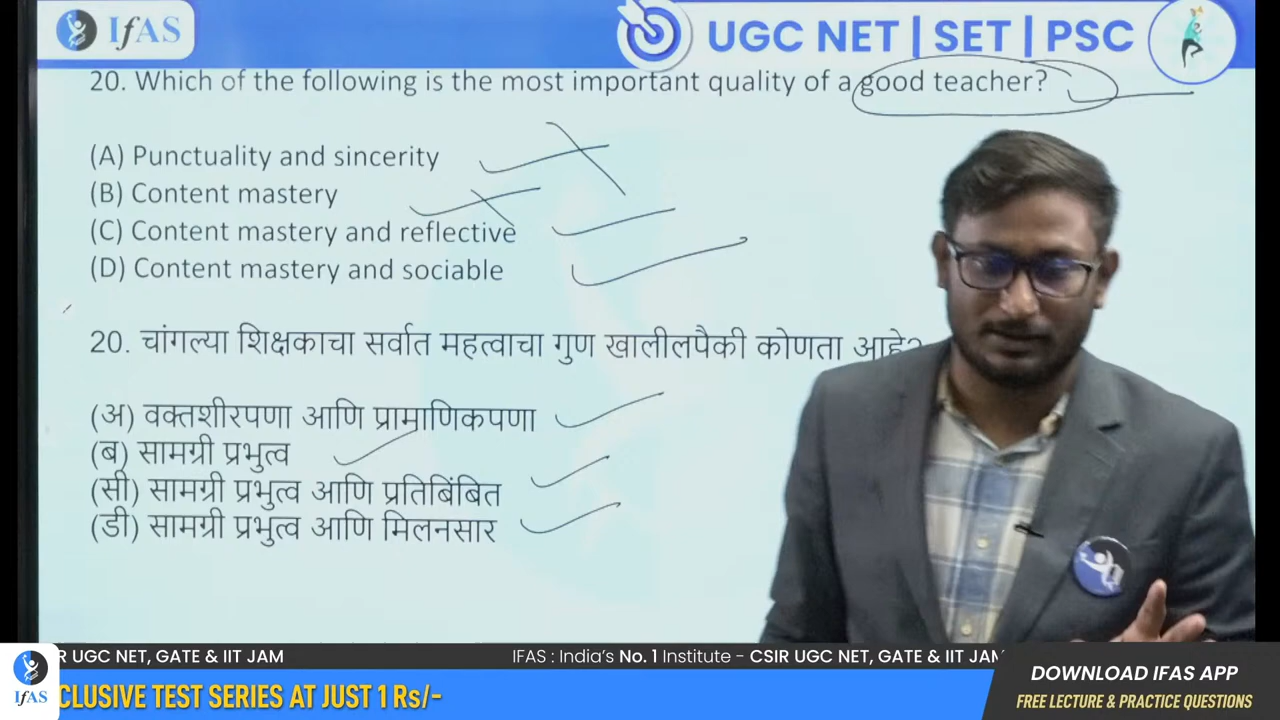 IfAS
UGC NET | SET | PSC
20. Which of the following is the most important quality of a good teacher?
(A) Punctuality and sincerity
(B) Content mastery
(C) Content mastery and reflective
(D) Content mastery and sociable
20. चांगल्या शिक्षकाचा सर्वात महत्वाचा गुण खालीलपैकी कोणता आहे?
(अ) वक्तशीरपणा आणि प्रामाणिकपणा
(ब) सामग्री प्रभुत्व
(सी) सामग्री प्रभुत्व आणि प्रतिबिंबित
(डी) सामग्री प्रभुत्व आणि मिलनसार
R UGC NET, GATE & IIT JAM
IFAS : India's No. 1 Institute - CSIR UGC NET, GATE & IIT JAM
DOWNLOAD IFAS APP
IfAS
CLUSIVE TEST SERIES AT JUST 1 Rs/-
FREE LECTURE & PRACTICE QUESTIONS